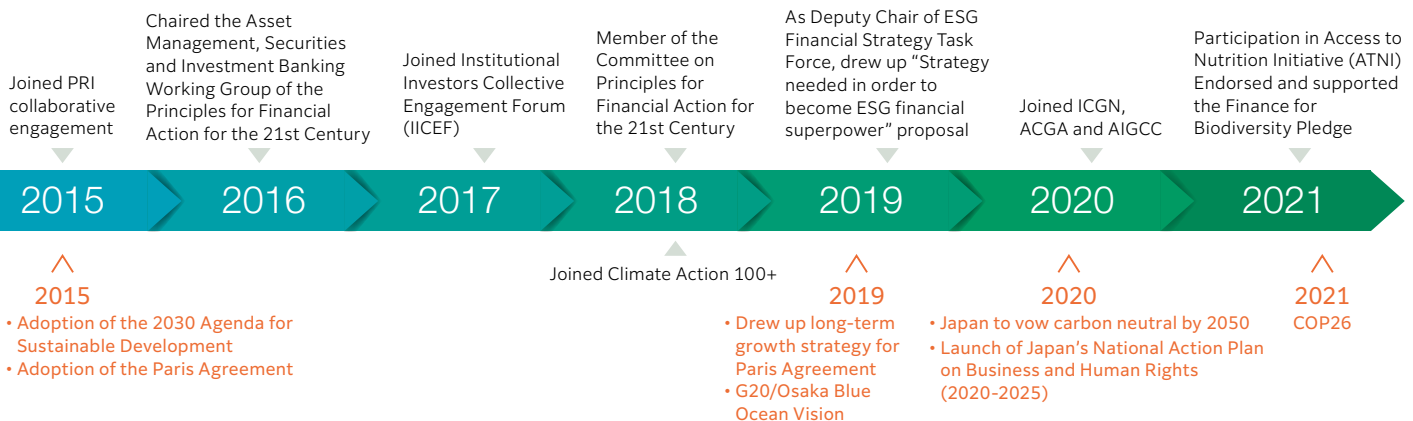 Joined PRI
collaborative
engagement
Chaired the Asset
Management, Securities
and Investment Banking
Working Group of the
Principles for Financial
Action for the 21st Century
Joined Institutional
Investors Collective
Engagement Forum
(IICEF)
Member of the
Committee on
Principles for
Financial Action for
the 21st Century
As Deputy Chair of ESG
Financial Strategy Task
Force, drew up “Strategy
needed in order to
become ESG financial
superpower” proposal
Joined ICGN,
ACGA and AIGCC
Participation in Access to
Nutrition Initiative (ATNI)
Endorsed and supported
the Finance for
Biodiversity Pledge
2015
2016
2017
2018
2019
2020
2021
Joined Climate Action 100+
2015
• Adoption of the 2030 Agenda for
Sustainable Development
• Adoption of the Paris Agreement
2019
• Drew up long-term
growth strategy for
Paris Agreement
• G20/Osaka Blue
Ocean Vision
2020
• Japan to vow carbon neutral by 2050
• Launch of Japan’s National Action Plan
on Business and Human Rights
(2020-2025)
2021
COP26